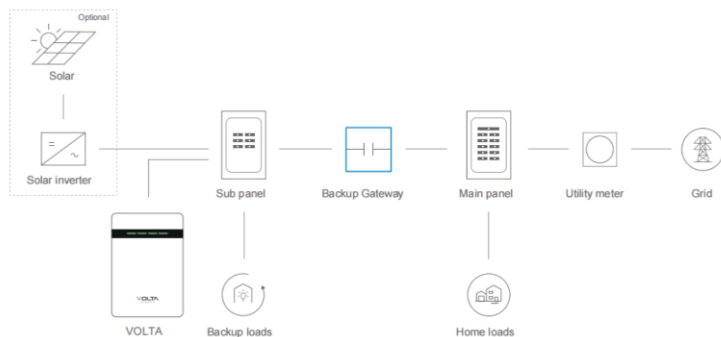 Optional
Solar
Solar inverter
Sub panel
Backup Gateway
Main panel
Utility meter
Grid
VOLTA
VOLTA
Backup loads
Home loads